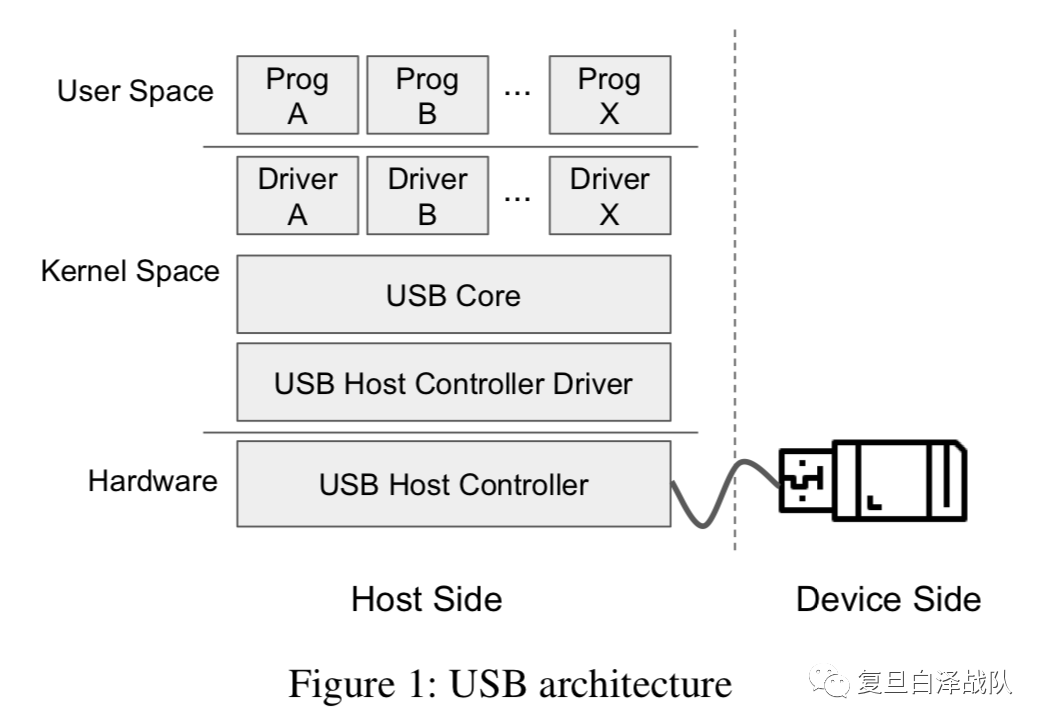 User Space
Prog A
Prog B
...
Prog X
Kernel Space
Driver A
Driver B
...
Driver X
USB Core
USB Host Controller Driver
Hardware
USB Host Controller
Host Side
Device Side
Figure 1: USB architecture
复旦白泽战队